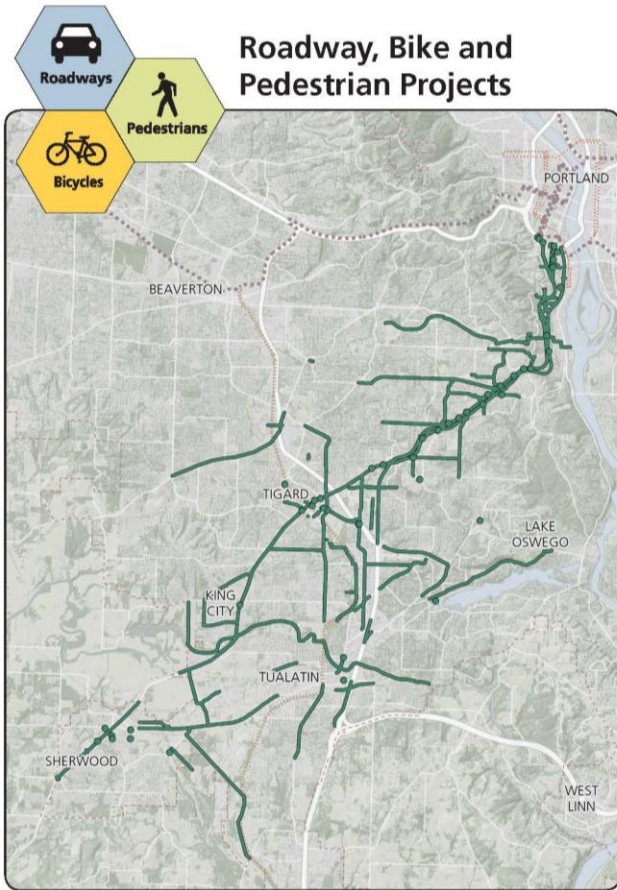 Roadways
Pedestrians
Bicycles
Roadway, Bike and
Pedestrian Projects
PORTLAND
BEAVERTON
TIGARD
LAKE
OSWEGO
KING
CITY
TUALATIN
SHERWOOD
WEST
LINN